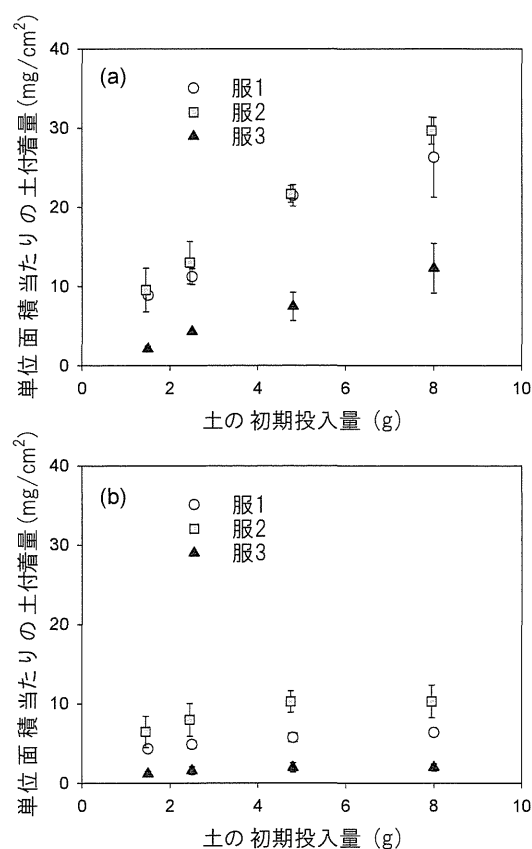 (a)
服1
服2
服3
40
30
20
10
0
0 2 4 6 8 10
単位面積当たりの土付着量(mg/cm²)
土の初期投入量 (g)
(b)
服1
服2
服3
40
30
20
10
0
0 2 4 6 8 10
単位面積当たりの土付着量(mg/cm²)
土の初期投入量 (g)